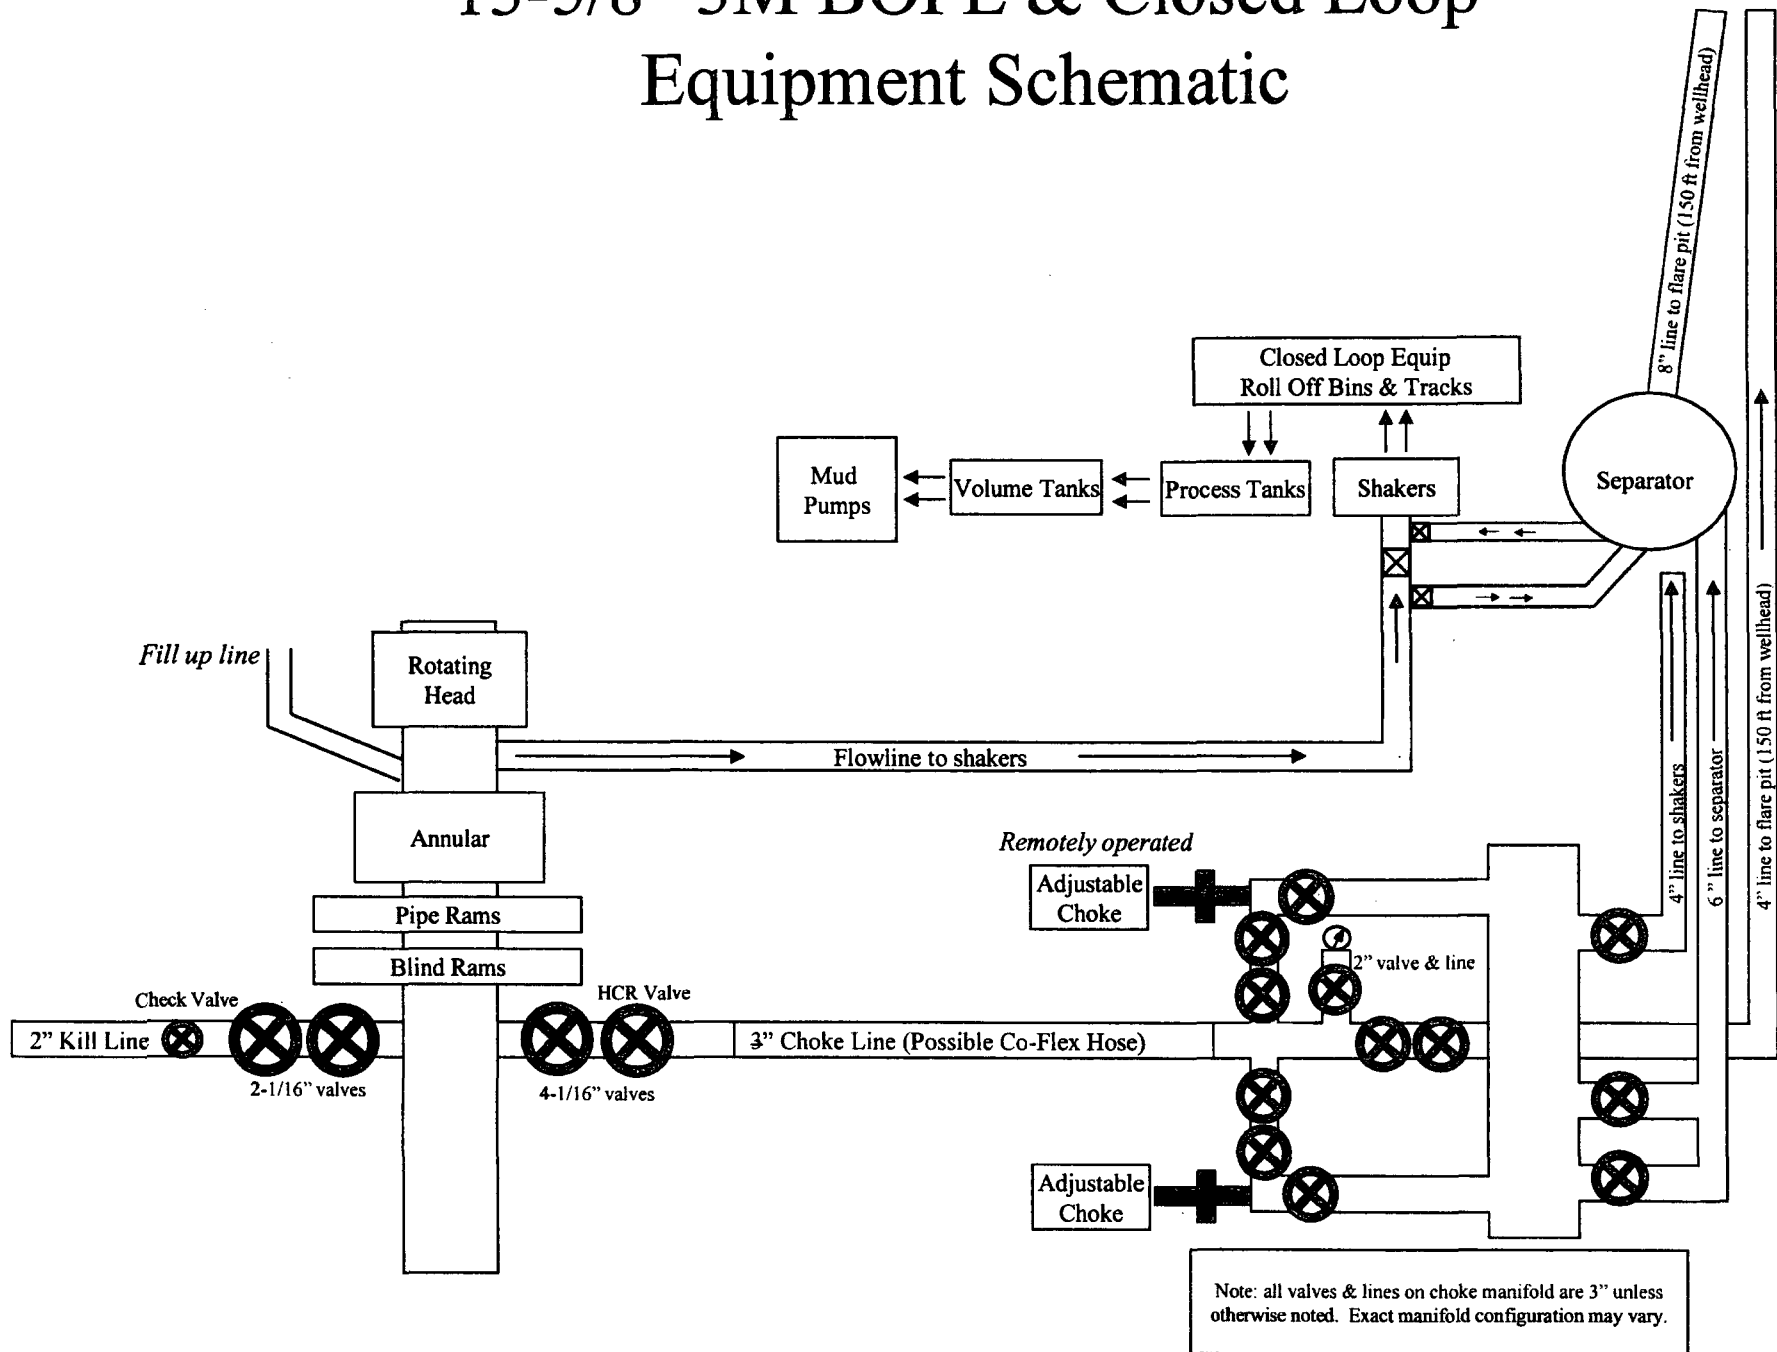 Equipment Schematic
8” line to flare pit (150 ft from wellhead)
Closed Loop Equip
Roll Off Bins & Tracks
Mud
Pumps
Volume Tanks
Process Tanks
Shakers
Separator
Fill up line
Rotating
Head
Flowline to shakers
4” line to shakers
6” line to separator
4” line to flare pit (150 ft from wellhead)
Annular
Remotely operated
Adjustable
Choke
Pipe Rams
Blind Rams
2” valve & line
Check Valve
HCR Valve
2” Kill Line
3” Choke Line (Possible Co-Flex Hose)
2-1/16” valves
4-1/16” valves
Adjustable
Choke
Note: all valves & lines on choke manifold are 3” unless
otherwise noted. Exact manifold configuration may vary.